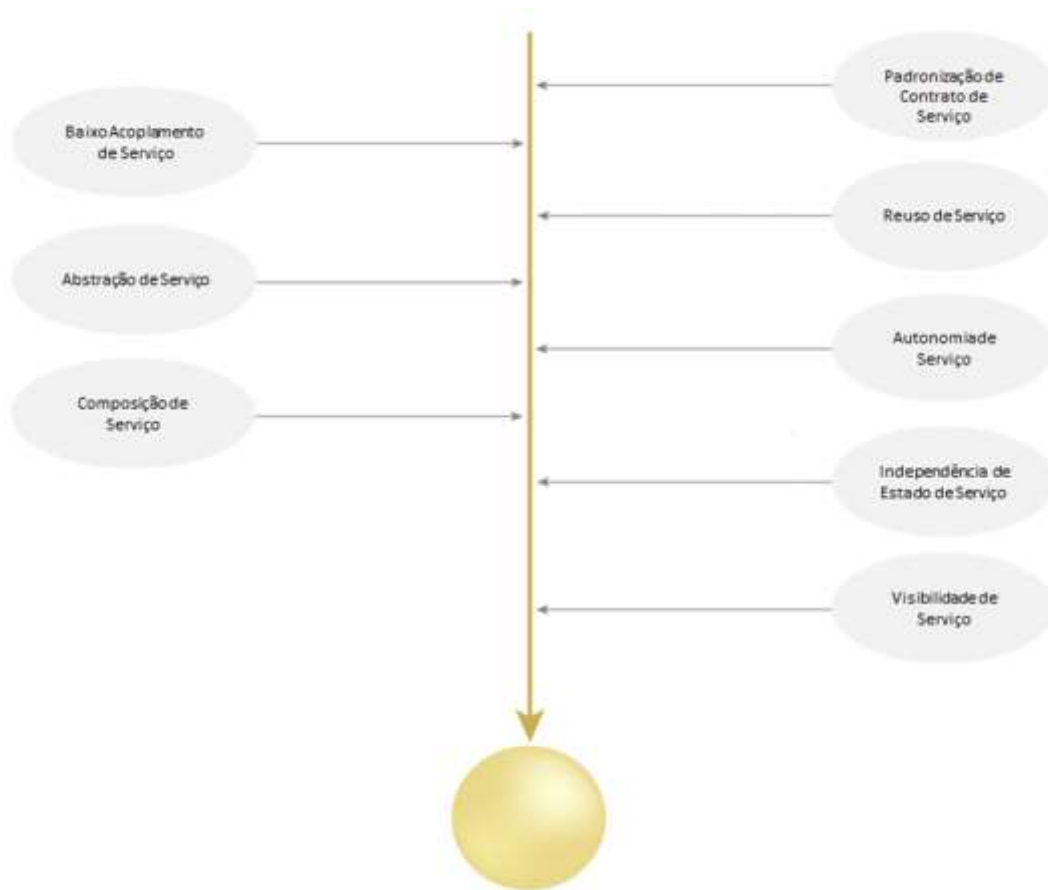 Padronização de
Contrato de
Serviço
Baixo Acoplamento
de Serviço
Reuso de Serviço
Abstração de Serviço
Autonomia de
Serviço
Composição de
Serviço
Independência de
Estado de Serviço
Visibilidade de
Serviço